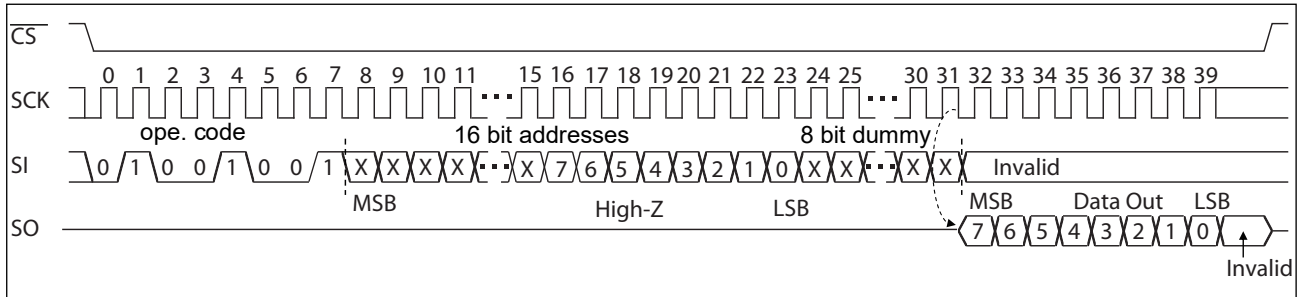 CS
0 1 2 3 4 5 6 7 8 9 10 11 15 16 17 18 19 20 21 22 23 24 25 30 31 32 33 34 35 36 37 38 39
SCK ··· ···
ope. code 16 bit addresses 8 bit dummy
SI 0 1 0 0 1 0 0 1 X X X X ··· X 7 6 5 4 3 2 1 0 X X ··· X X Invalid
MSB High-Z LSB MSB Data Out LSB
SO 7 6 5 4 3 2 1 0
Invalid